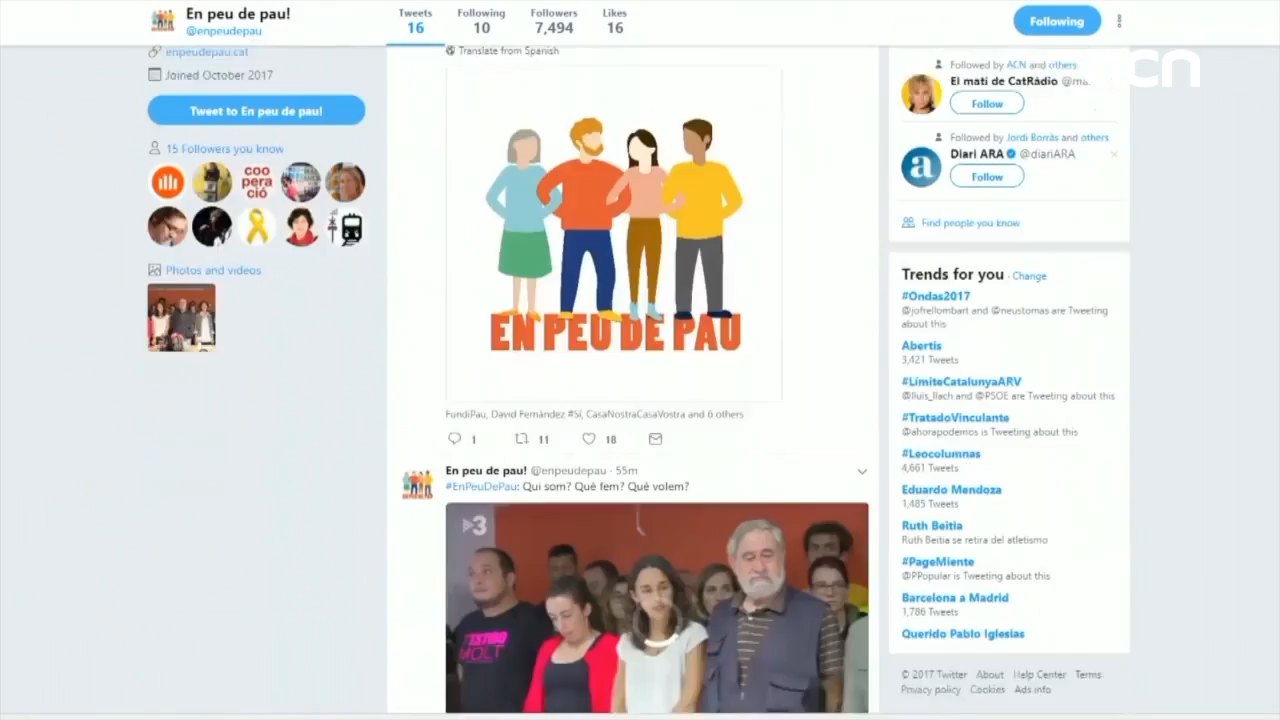 En peu de pau!
@enpeudepau
Tweets
16
Following
10
Followers
7,494
Likes
16
Following
enpeudepau.cat
Joined October 2017
Tweet to En peu de pau!
15 Followers you know
coo
pera
ció
Photos and videos
Translate from Spanish
EN PEU DE PAU
FundiPau, David Fernández #Sí, CasaNostraCasaVostra and 6 others
1
11
18
En peu de pau! @enpeudepau · 55m
#EnPeuDePau: Qui som? Què fem? Què volem?
3
T'ESTIMO
MOLT
cn
Followed by ACN and others
El matí de CatRàdio @ma...
Follow
Followed by Jordi Borràs and others
a
Diari ARA @diariARA
Follow
Find people you know
Trends for you · Change
#Ondas2017
@jofrellombart and @neustomas are Tweeting
about this
Abertis
3,421 Tweets
#LímiteCatalunyaARV
@lluis_llach and @PSOE are Tweeting about this
#TratadoVinculante
@ahorapodemos is Tweeting about this
#Leocolumnas
4,661 Tweets
Eduardo Mendoza
1,485 Tweets
Ruth Beitia
Ruth Beitia se retira del atletismo
#PageMiente
@PPopular is Tweeting about this
Barcelona a Madrid
1,786 Tweets
Querido Pablo Iglesias
© 2017 Twitter About Help Center Terms
Privacy policy Cookies Ads info